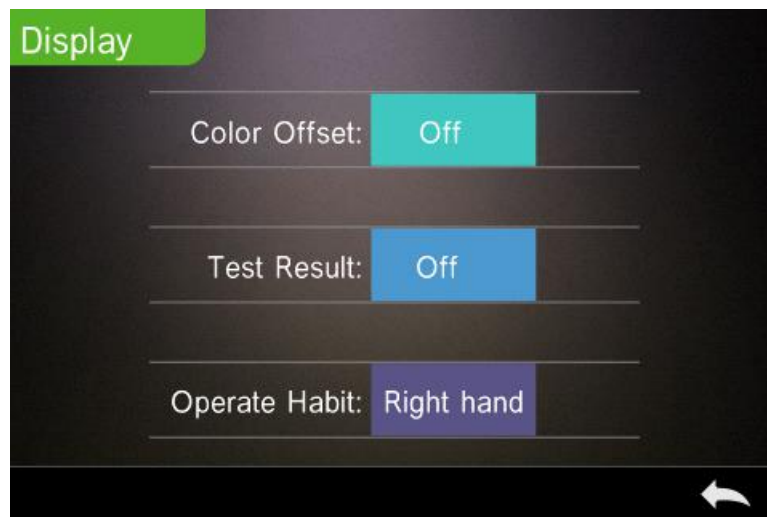 Display
Color Offset: Off
Test Result: Off
Operate Habit: Right hand